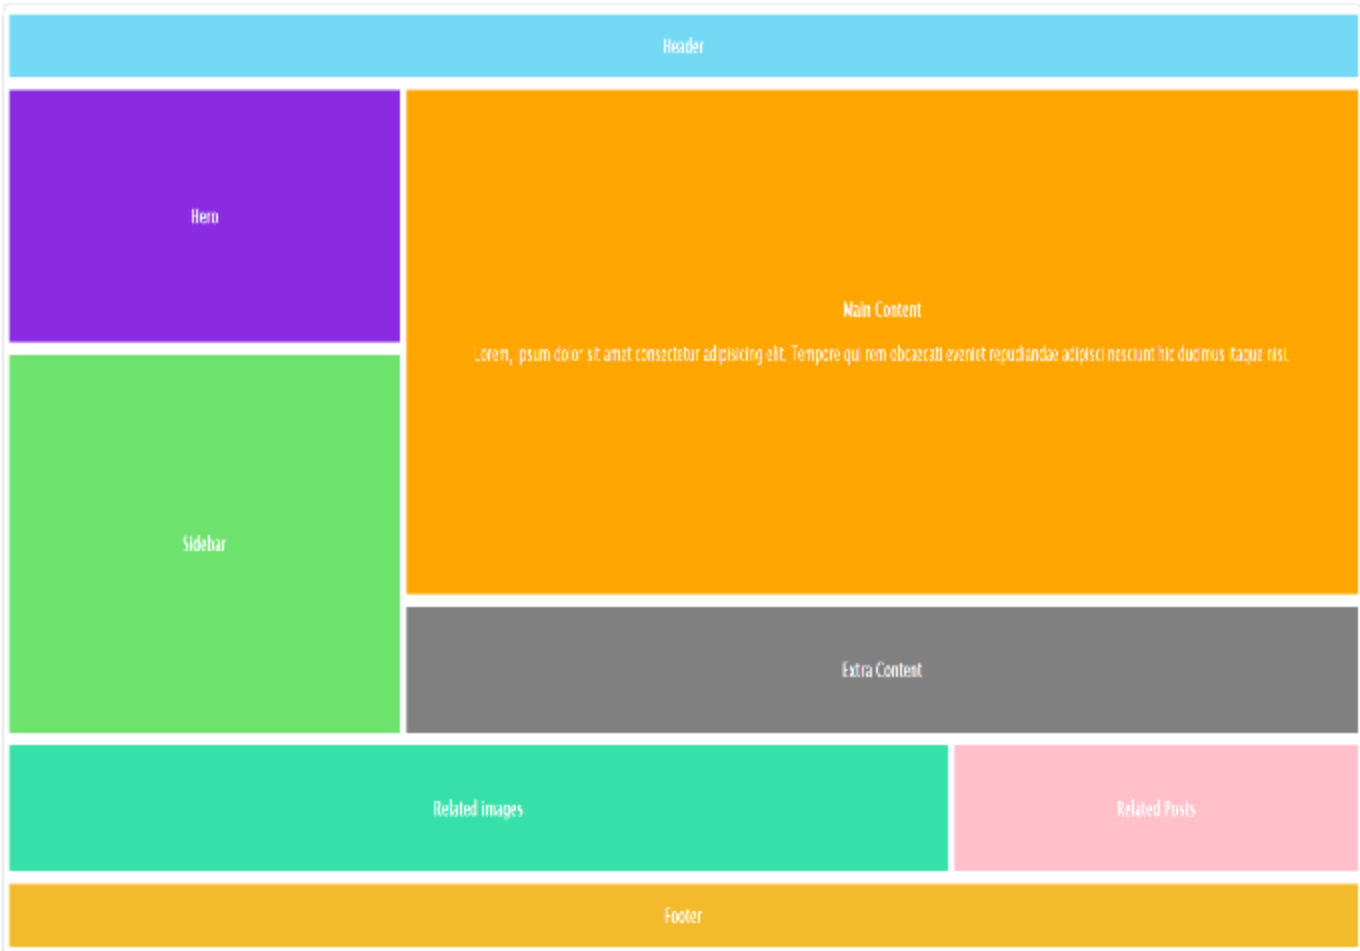 Header
Hero
Main Content
Lorem, ipsum dolor sit amet consectetur adipisicing elit. Tempore qui rem obcaecati eveniet repudiandae adipisci nesciunt hic ducimus itaque nisi.
Sidebar
Extra Content
Related images
Related Posts
Footer